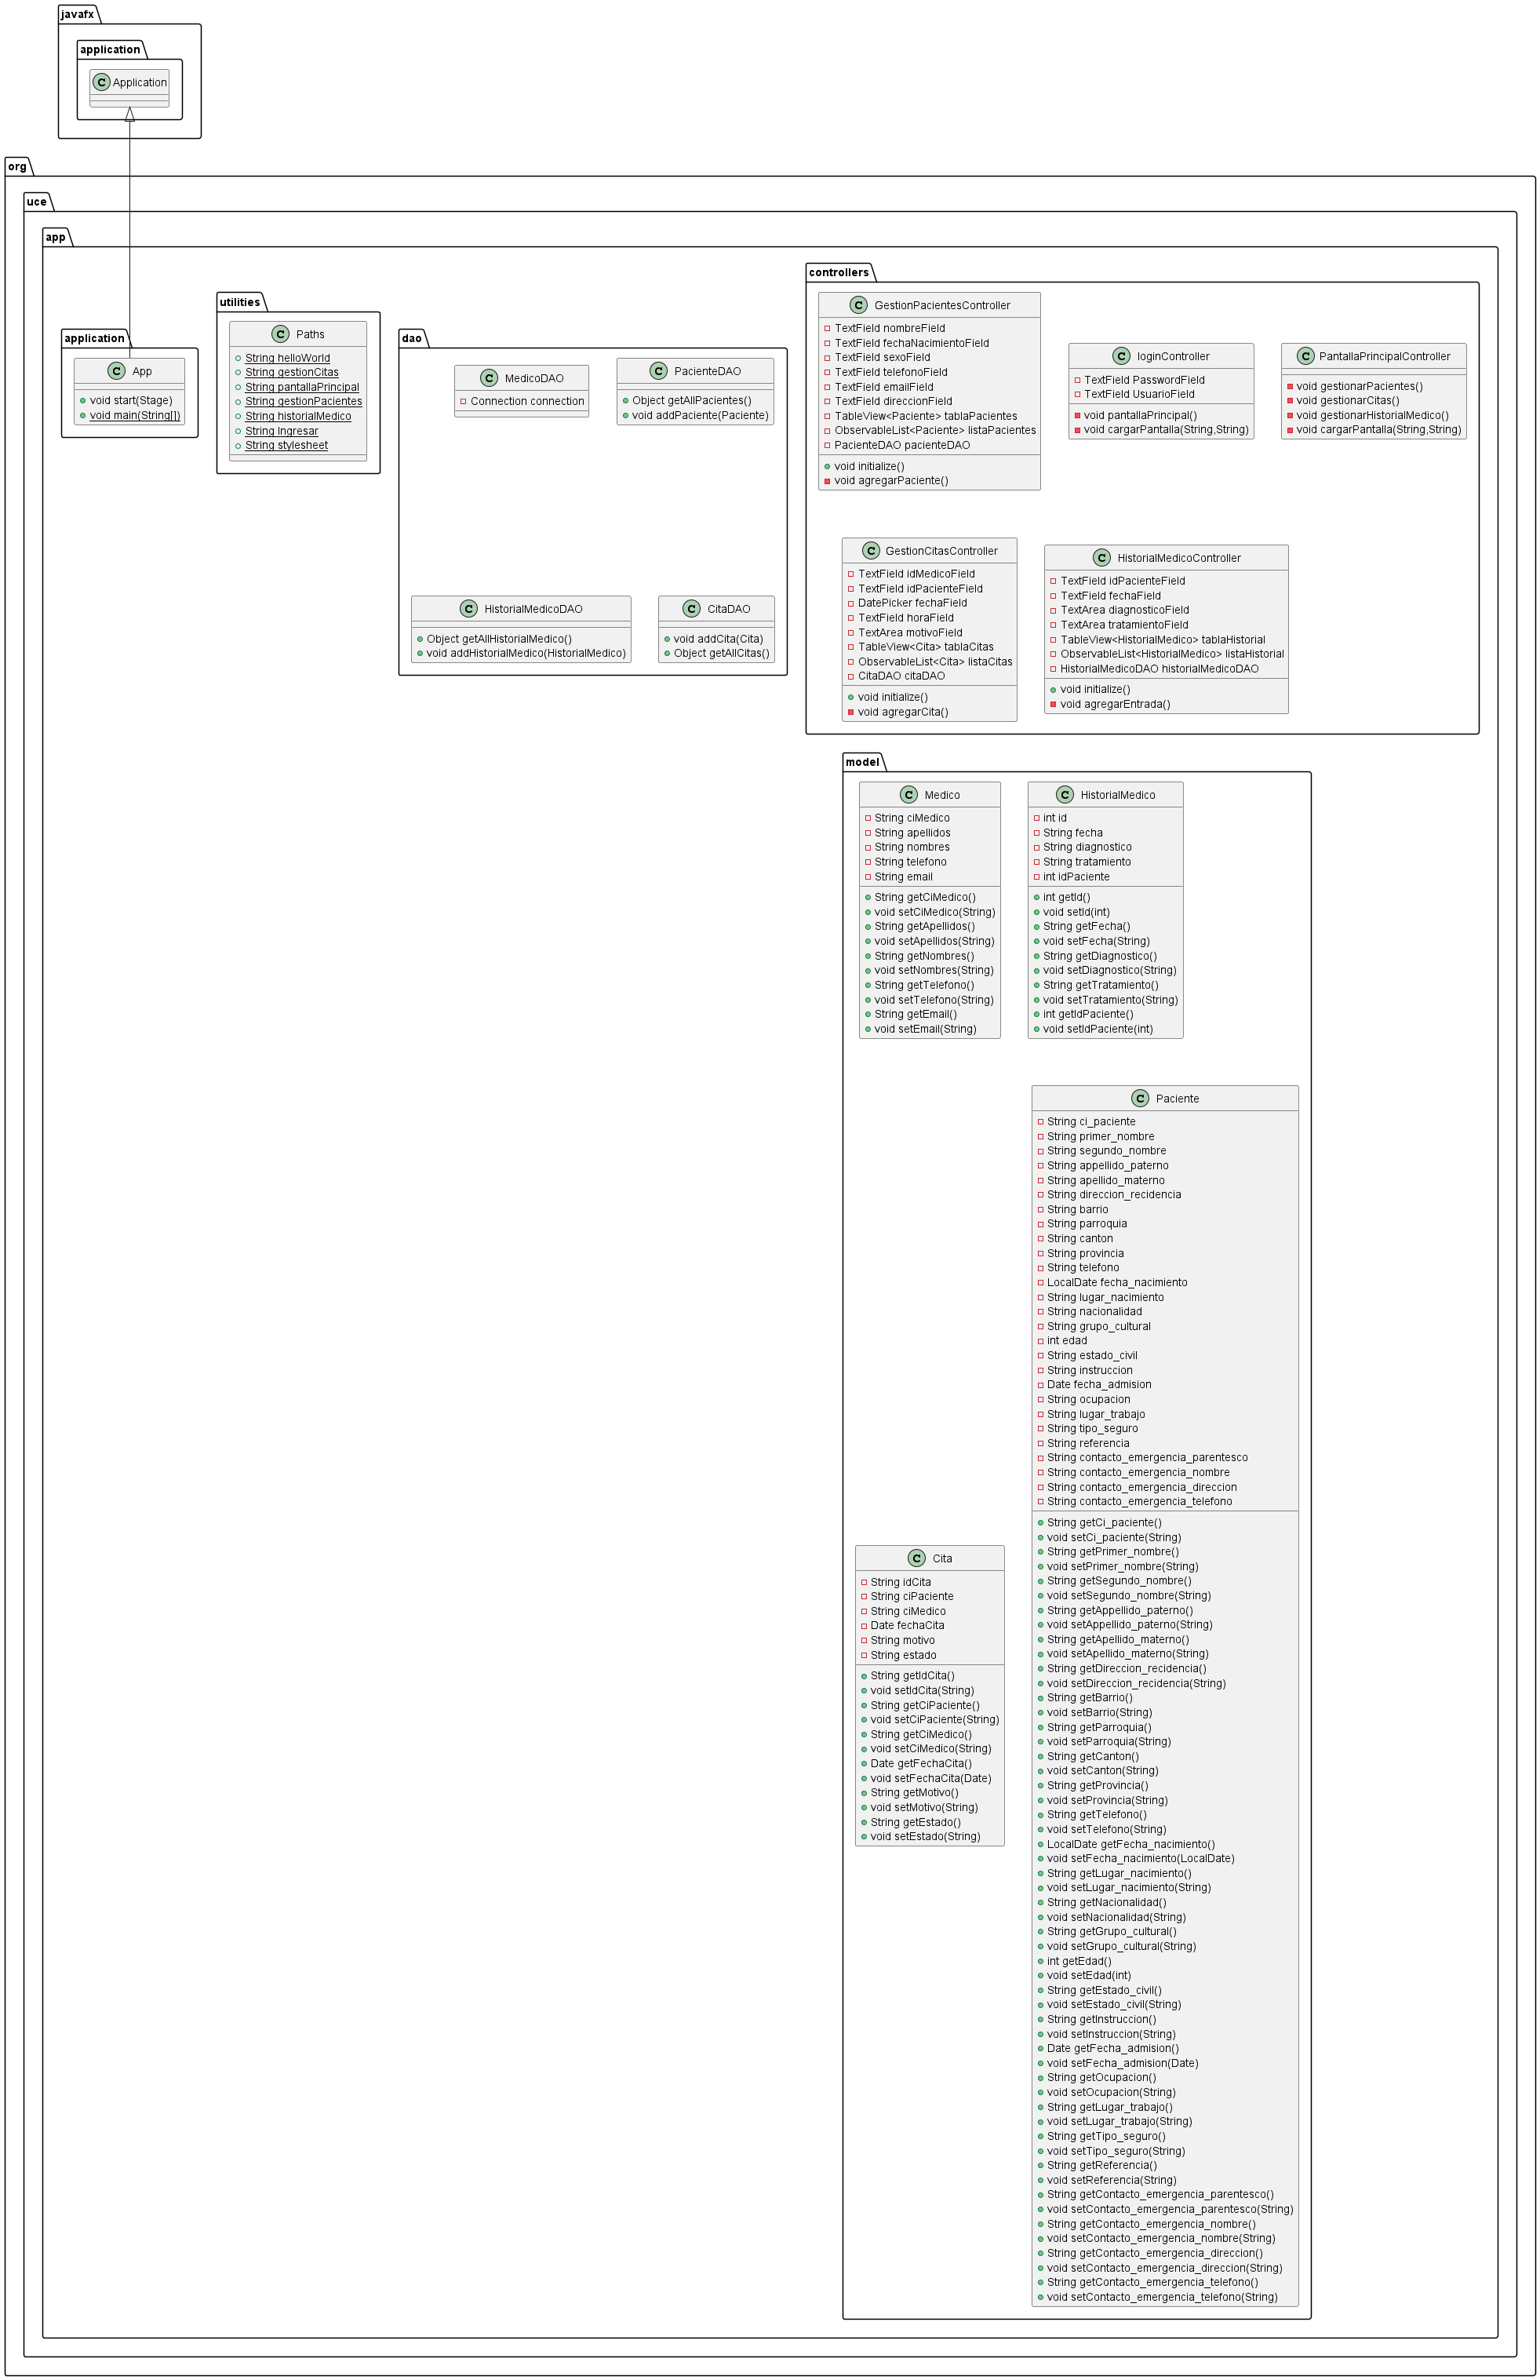 javafx
application
Application
org
uce
app
application
App
void start(Stage)
void main(String[])
utilities
Paths
String helloWorld
String gestionCitas
String pantallaPrincipal
String gestionPacientes
String historialMedico
String Ingresar
String stylesheet
dao
MedicoDAO
Connection connection
PacienteDAO
Object getAllPacientes()
void addPaciente(Paciente)
HistorialMedicoDAO
Object getAllHistorialMedico()
void addHistorialMedico(HistorialMedico)
CitaDAO
void addCita(Cita)
Object getAllCitas()
controllers
GestionPacientesController
TextField nombreField
TextField fechaNacimientoField
TextField sexoField
TextField telefonoField
TextField emailField
TextField direccionField
TableView<Paciente> tablaPacientes
ObservableList<Paciente> listaPacientes
PacienteDAO pacienteDAO
void initialize()
void agregarPaciente()
loginController
TextField PasswordField
TextField UsuarioField
void pantallaPrincipal()
void cargarPantalla(String,String)
PantallaPrincipalController
void gestionarPacientes()
void gestionarCitas()
void gestionarHistorialMedico()
void cargarPantalla(String,String)
GestionCitasController
TextField idMedicoField
TextField idPacienteField
DatePicker fechaField
TextField horaField
TextArea motivoField
TableView<Cita> tablaCitas
ObservableList<Cita> listaCitas
CitaDAO citaDAO
void initialize()
void agregarCita()
HistorialMedicoController
TextField idPacienteField
TextField fechaField
TextArea diagnosticoField
TextArea tratamientoField
TableView<HistorialMedico> tablaHistorial
ObservableList<HistorialMedico> listaHistorial
HistorialMedicoDAO historialMedicoDAO
void initialize()
void agregarEntrada()
model
Medico
String ciMedico
String apellidos
String nombres
String telefono
String email
String getCiMedico()
void setCiMedico(String)
String getApellidos()
void setApellidos(String)
String getNombres()
void setNombres(String)
String getTelefono()
void setTelefono(String)
String getEmail()
void setEmail(String)
HistorialMedico
int id
String fecha
String diagnostico
String tratamiento
int idPaciente
int getId()
void setId(int)
String getFecha()
void setFecha(String)
String getDiagnostico()
void setDiagnostico(String)
String getTratamiento()
void setTratamiento(String)
int getIdPaciente()
void setIdPaciente(int)
Cita
String idCita
String ciPaciente
String ciMedico
Date fechaCita
String motivo
String estado
String getIdCita()
void setIdCita(String)
String getCiPaciente()
void setCiPaciente(String)
String getCiMedico()
void setCiMedico(String)
Date getFechaCita()
void setFechaCita(Date)
String getMotivo()
void setMotivo(String)
String getEstado()
void setEstado(String)
Paciente
String ci_paciente
String primer_nombre
String segundo_nombre
String appellido_paterno
String apellido_materno
String direccion_recidencia
String barrio
String parroquia
String canton
String provincia
String telefono
LocalDate fecha_nacimiento
String lugar_nacimiento
String nacionalidad
String grupo_cultural
int edad
String estado_civil
String instruccion
Date fecha_admision
String ocupacion
String lugar_trabajo
String tipo_seguro
String referencia
String contacto_emergencia_parentesco
String contacto_emergencia_nombre
String contacto_emergencia_direccion
String contacto_emergencia_telefono
String getCi_paciente()
void setCi_paciente(String)
String getPrimer_nombre()
void setPrimer_nombre(String)
String getSegundo_nombre()
void setSegundo_nombre(String)
String getAppellido_paterno()
void setAppellido_paterno(String)
String getApellido_materno()
void setApellido_materno(String)
String getDireccion_recidencia()
void setDireccion_recidencia(String)
String getBarrio()
void setBarrio(String)
String getParroquia()
void setParroquia(String)
String getCanton()
void setCanton(String)
String getProvincia()
void setProvincia(String)
String getTelefono()
void setTelefono(String)
LocalDate getFecha_nacimiento()
void setFecha_nacimiento(LocalDate)
String getLugar_nacimiento()
void setLugar_nacimiento(String)
String getNacionalidad()
void setNacionalidad(String)
String getGrupo_cultural()
void setGrupo_cultural(String)
int getEdad()
void setEdad(int)
String getEstado_civil()
void setEstado_civil(String)
String getInstruccion()
void setInstruccion(String)
Date getFecha_admision()
void setFecha_admision(Date)
String getOcupacion()
void setOcupacion(String)
String getLugar_trabajo()
void setLugar_trabajo(String)
String getTipo_seguro()
void setTipo_seguro(String)
String getReferencia()
void setReferencia(String)
String getContacto_emergencia_parentesco()
void setContacto_emergencia_parentesco(String)
String getContacto_emergencia_nombre()
void setContacto_emergencia_nombre(String)
String getContacto_emergencia_direccion()
void setContacto_emergencia_direccion(String)
String getContacto_emergencia_telefono()
void setContacto_emergencia_telefono(String)